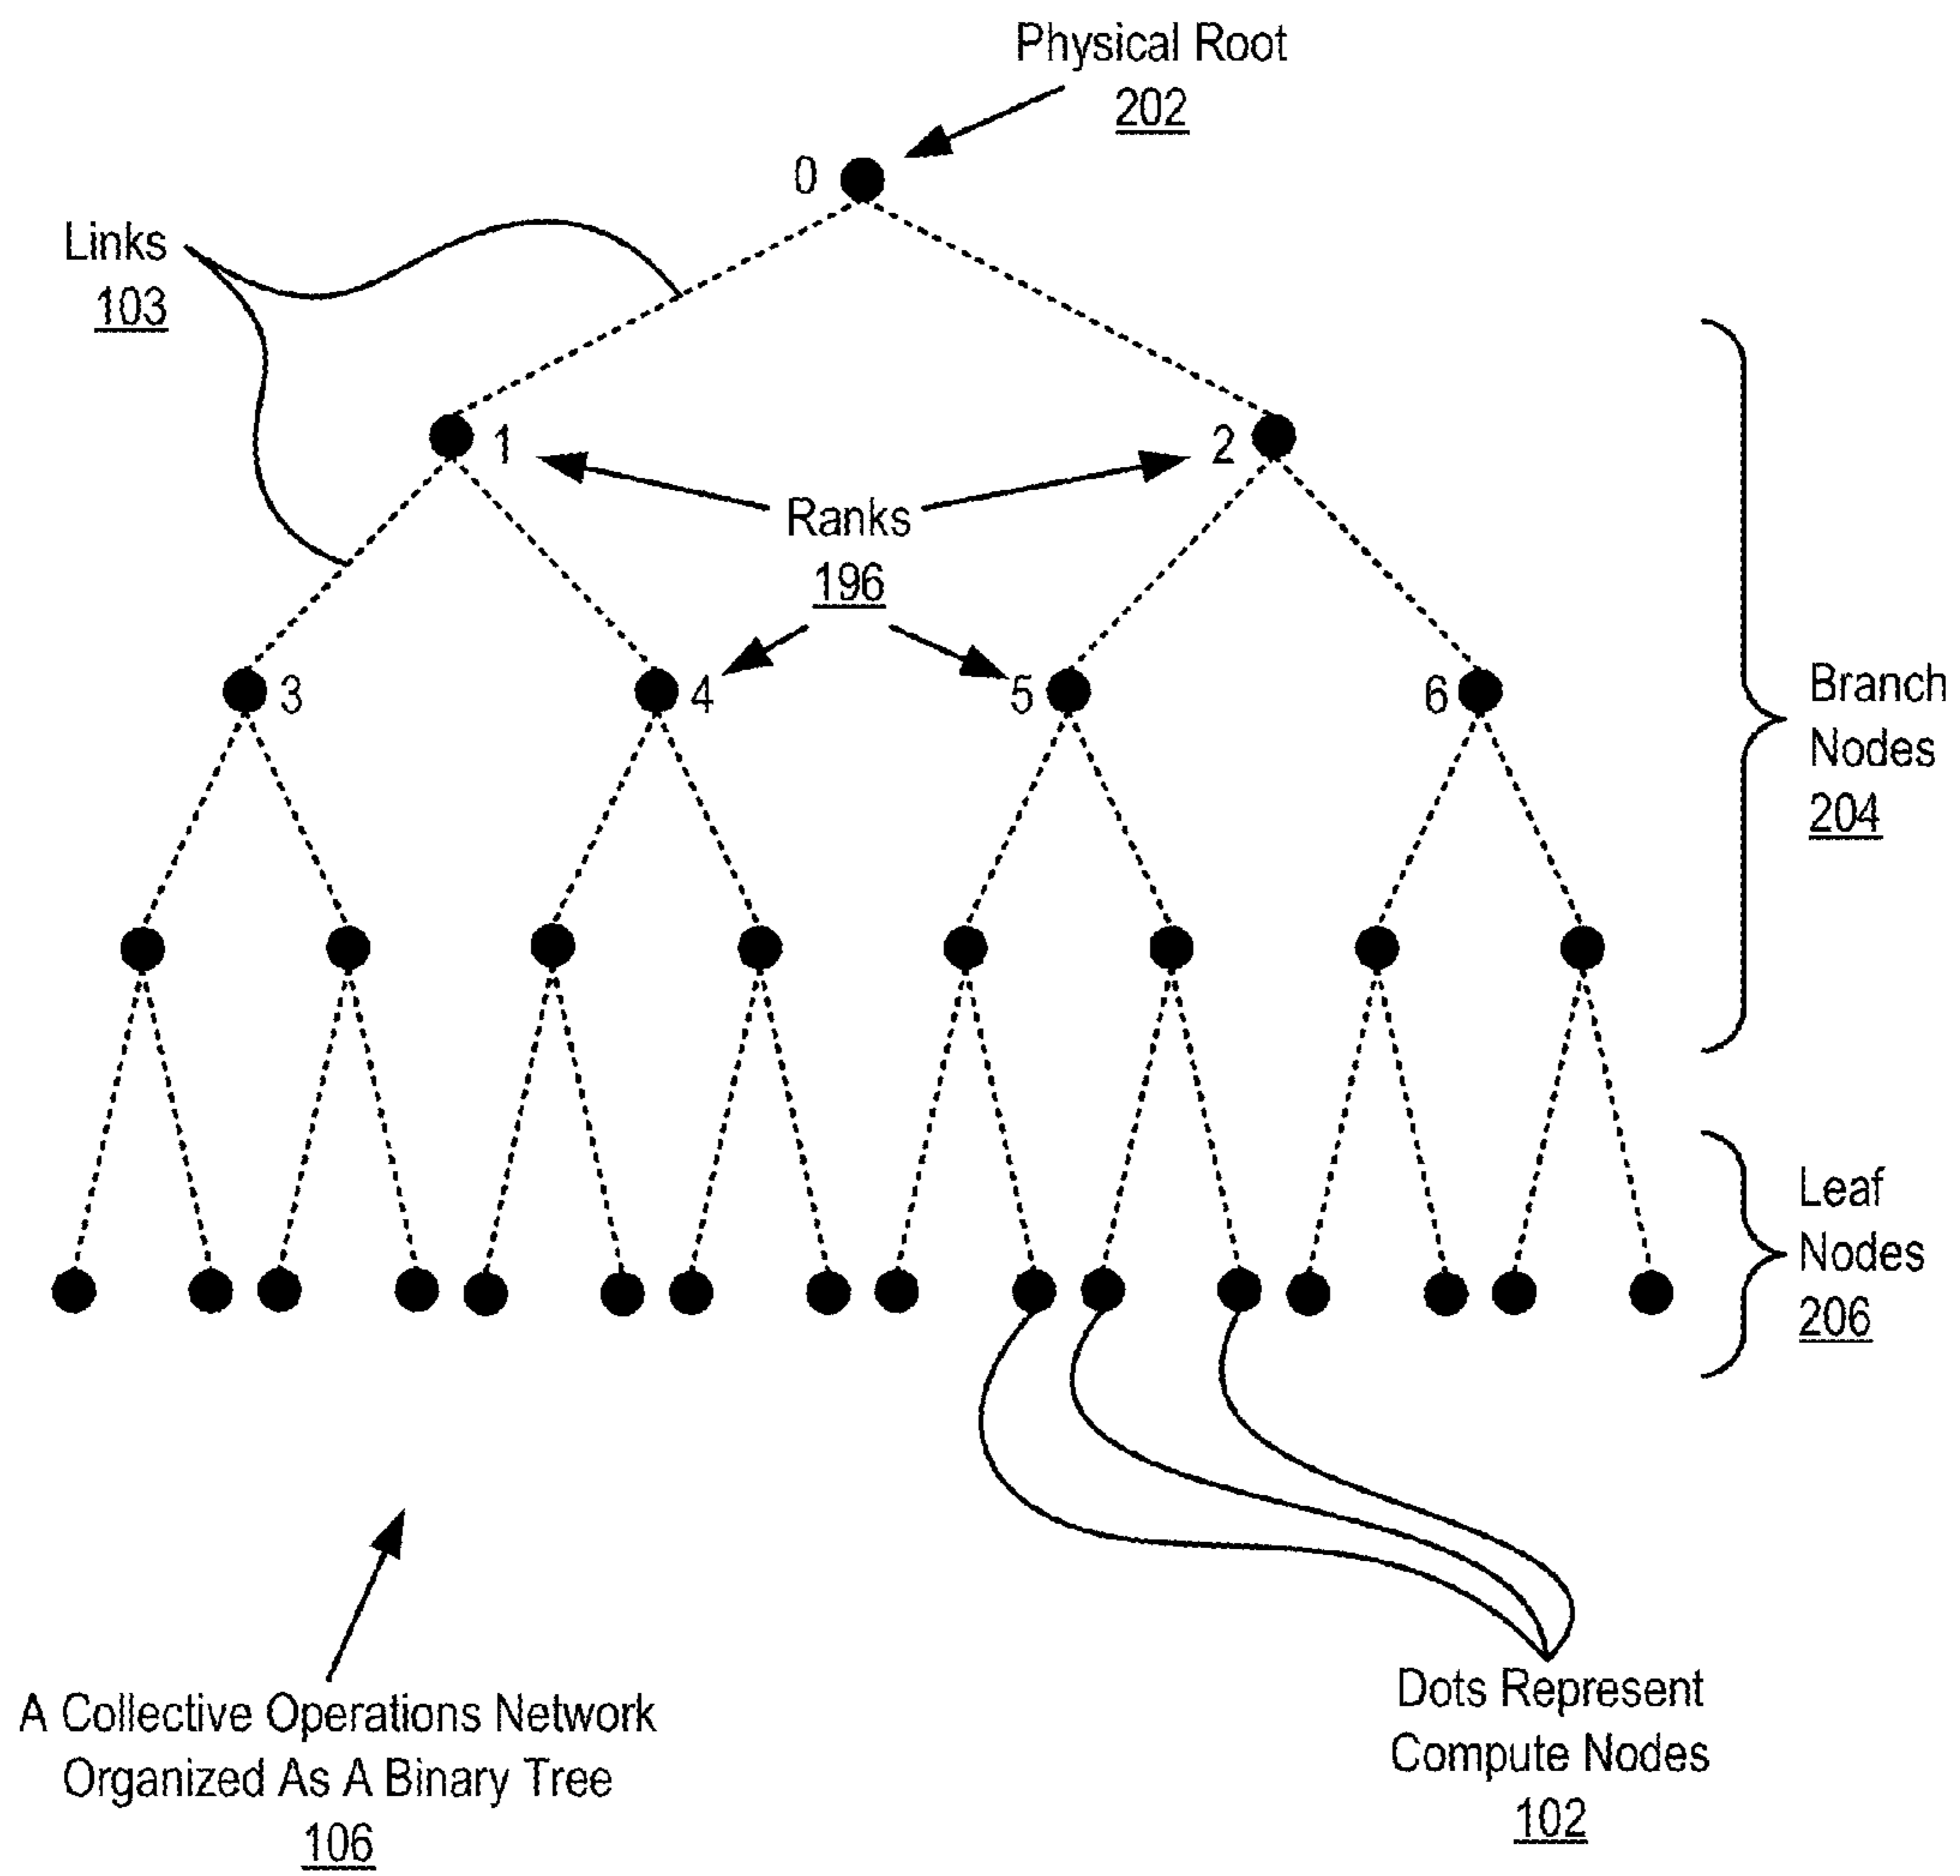 Physical Root
202
0
Links
103
1
2
Ranks
196
3
4
5
6
Branch
Nodes
204
Leaf
Nodes
206
A Collective Operations Network
Organized As A Binary Tree
106
Dots Represent
Compute Nodes
102